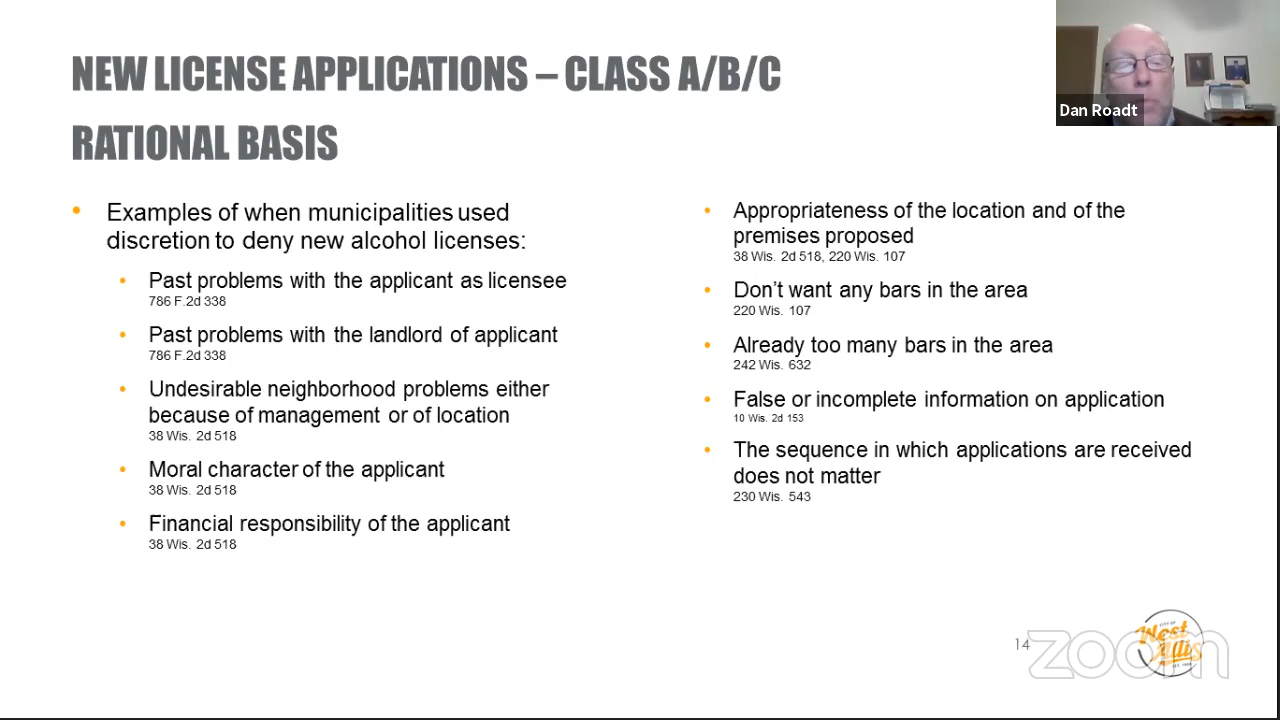 NEW LICENSE APPLICATIONS – CLASS A/B/C
RATIONAL BASIS
Dan Roadt
• Examples of when municipalities used
discretion to deny new alcohol licenses:
• Past problems with the applicant as licensee
786 F.2d 338
• Past problems with the landlord of applicant
786 F.2d 338
• Undesirable neighborhood problems either
because of management or of location
38 Wis. 2d 518
• Moral character of the applicant
38 Wis. 2d 518
• Financial responsibility of the applicant
38 Wis. 2d 518
• Appropriateness of the location and of the
premises proposed
38 Wis. 2d 518, 220 Wis. 107
• Don’t want any bars in the area
220 Wis. 107
• Already too many bars in the area
242 Wis. 632
• False or incomplete information on application
10 Wis. 2d 153
• The sequence in which applications are received
does not matter
230 Wis. 543
14
CITY OF
West
Allis
zoom